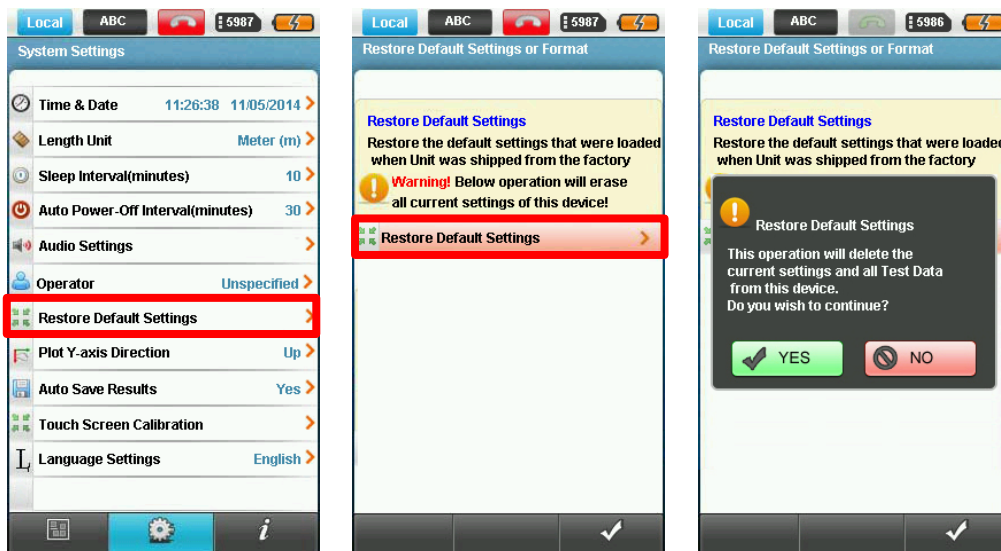 Local ABC 5987
System Settings
Time & Date 11:26:38 11/05/2014
Length Unit Meter (m)
Sleep Interval(minutes) 10
Auto Power-Off Interval(minutes) 30
Audio Settings
Operator Unspecified
Restore Default Settings
Plot Y-axis Direction Up
Auto Save Results Yes
Touch Screen Calibration
L Language Settings English
i
Local ABC 5987
Restore Default Settings or Format
Restore Default Settings
Restore the default settings that were loaded
when Unit was shipped from the factory
Warning! Below operation will erase
all current settings of this device!
Restore Default Settings
Local ABC 5986
Restore Default Settings or Format
Restore Default Settings
Restore the default settings that were loaded
when Unit was shipped from the factory
Restore Default Settings
This operation will delete the
current settings and all Test Data
from this device.
Do you wish to continue?
YES NO